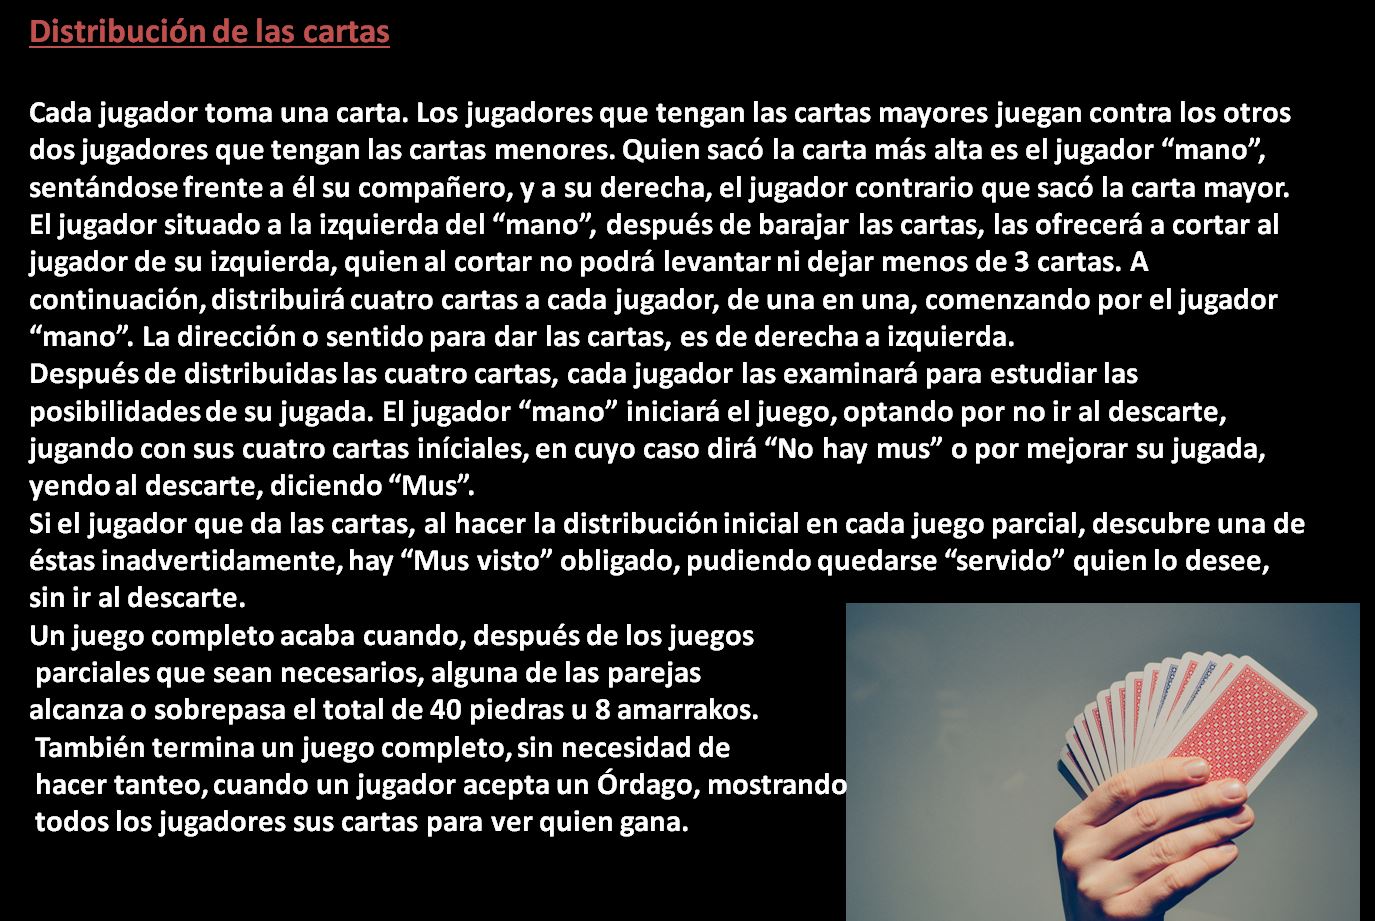 Distribución de las cartas
Cada jugador toma una carta. Los jugadores que tengan las cartas mayores juegan contra los otros
dos jugadores que tengan las cartas menores. Quien sacó la carta más alta es el jugador “mano”,
sentándose frente a él su compañero, y a su derecha, el jugador contrario que sacó la carta mayor.
El jugador situado a la izquierda del “mano”, después de barajar las cartas, las ofrecerá a cortar al
jugador de su izquierda, quien al cortar no podrá levantar ni dejar menos de 3 cartas. A
continuación, distribuirá cuatro cartas a cada jugador, de una en una, comenzando por el jugador
“mano”. La dirección o sentido para dar las cartas, es de derecha a izquierda.
Después de distribuidas las cuatro cartas, cada jugador las examinará para estudiar las
posibilidades de su jugada. El jugador “mano” iniciará el juego, optando por no ir al descarte,
jugando con sus cuatro cartas iníciales, en cuyo caso dirá “No hay mus” o por mejorar su jugada,
yendo al descarte, diciendo “Mus”.
Si el jugador que da las cartas, al hacer la distribución inicial en cada juego parcial, descubre una de
éstas inadvertidamente, hay “Mus visto” obligado, pudiendo quedarse “servido” quien lo desee,
sin ir al descarte.
Un juego completo acaba cuando, después de los juegos
parciales que sean necesarios, alguna de las parejas
alcanza o sobrepasa el total de 40 piedras u 8 amarrakos.
También termina un juego completo, sin necesidad de
hacer tanteo, cuando un jugador acepta un Órdago, mostrando
todos los jugadores sus cartas para ver quien gana.